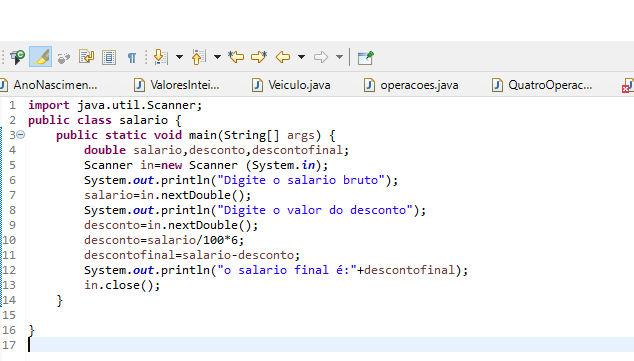 AnoNascimen... ValoresIntei... Veiculo.java operacoes.java QuatroOperac...
1 import java.util.Scanner;
2 public class salario {
3 public static void main(String[] args) {
4 double salario,desconto,descontofinal;
5 Scanner in=new Scanner (System.in);
6 System.out.println("Digite o salario bruto");
7 salario=in.nextDouble();
8 System.out.println("Digite o valor do desconto");
9 desconto=in.nextDouble();
10 desconto=salario/100*6;
11 descontofinal=salario-desconto;
12 System.out.println("o salario final é:"+descontofinal);
13 in.close();
14 }
15
16 }
17